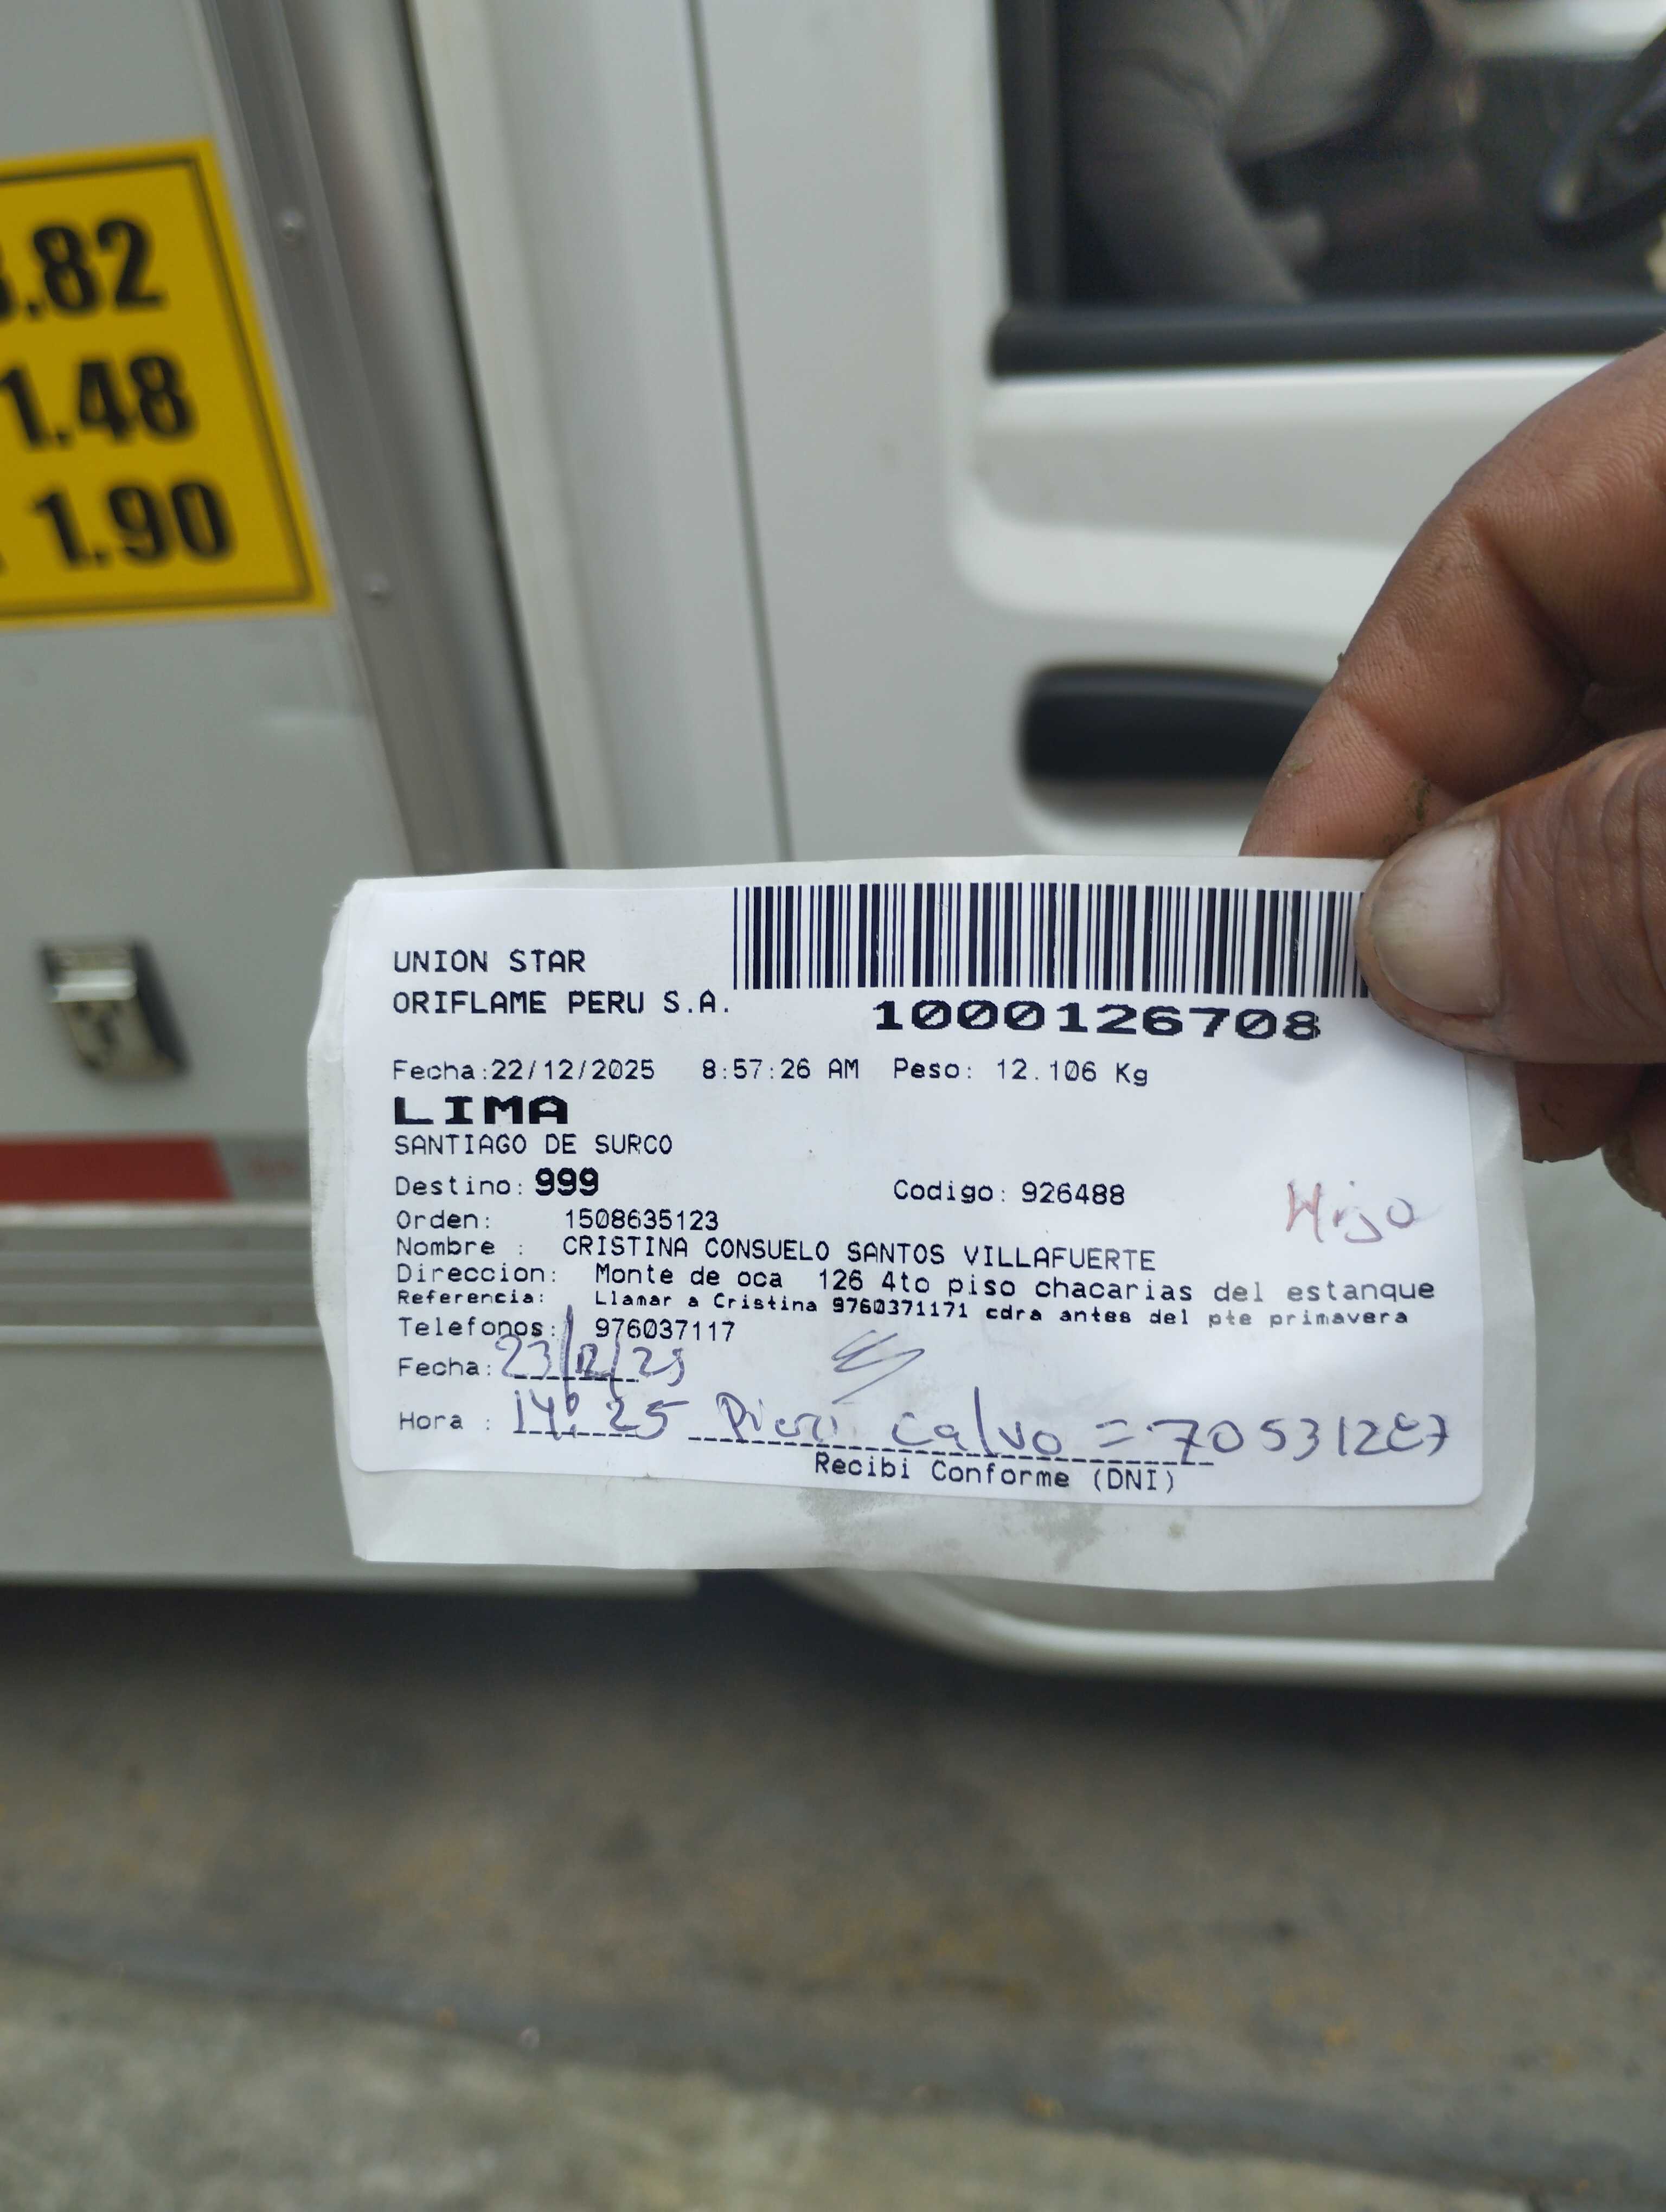 .82
1.48
1.90
UNION STAR
ORIFLAME PERU S.A.
1000126708
Fecha:22/12/2025 8:57:26 AM Peso: 12.106 Kg
LIMA
SANTIAGO DE SURCO
Destino: 999 Codigo: 926488
Hijo
Orden: 1508635123
Nombre : CRISTINA CONSUELO SANTOS VILLAFUERTE
Direccion: Monte de oca 126 4to piso chacarias del estanque
Referencia: Llamar a Cristina 9760371171 cdra antes del pte primavera
Telefonos: 976037117
Fecha: 23/12/25
Hora : 14:25 calvo =
Recibi Conforme (DNI)